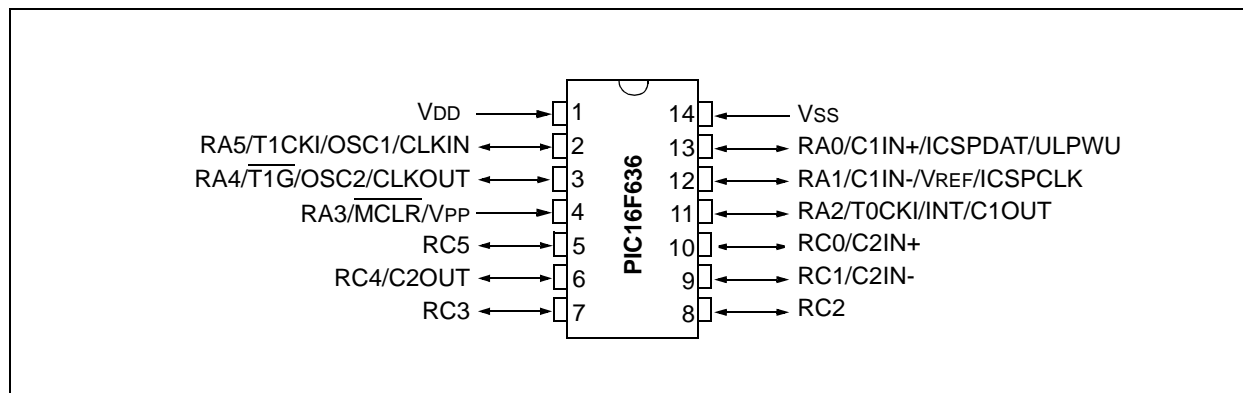 VDD 1 14 VSS
RA5/T1CKI/OSC1/CLKIN 2 13 RA0/C1IN+/ICSPDAT/ULPWU
RA4/T1G/OSC2/CLKOUT 3 12 RA1/C1IN-/VREF/ICSPCLK
RA3/MCLR/VPP 4 11 RA2/T0CKI/INT/C1OUT
RC5 5 10 RC0/C2IN+
RC4/C2OUT 6 9 RC1/C2IN-
RC3 7 8 RC2
PIC16F636